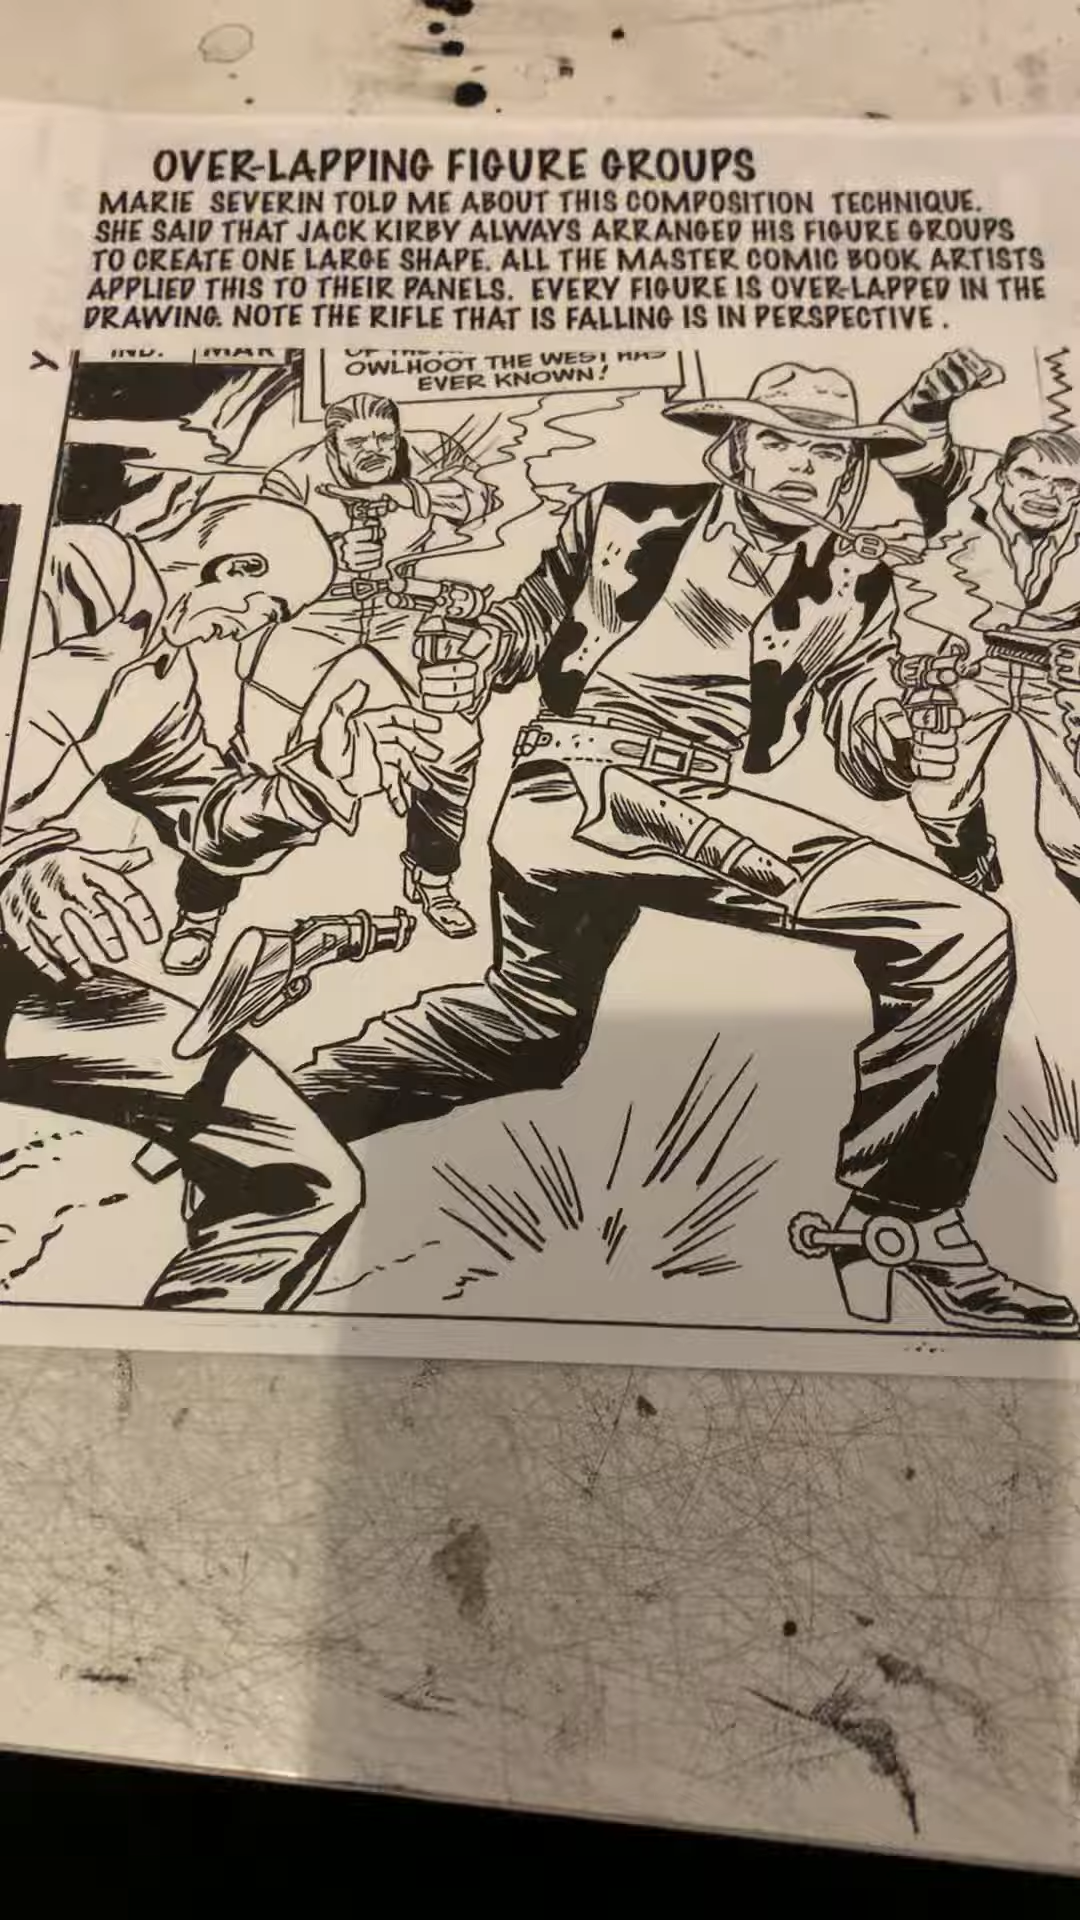 OVER-LAPPING FIGURE GROUPS
MARIE SEVERIN TOLD ME ABOUT THIS COMPOSITION TECHNIQUE.
SHE SAID THAT JACK KIRBY ALWAYS ARRANGED HIS FIGURE GROUPS
TO CREATE ONE LARGE SHAPE. ALL THE MASTER COMIC BOOK ARTISTS
APPLIED THIS TO THEIR PANELS. EVERY FIGURE IS OVER-LAPPED IN THE
DRAWING. NOTE THE RIFLE THAT IS FALLING IS IN PERSPECTIVE.
IND. MAR
OWLHOOT THE WEST HAS
EVER KNOWN!